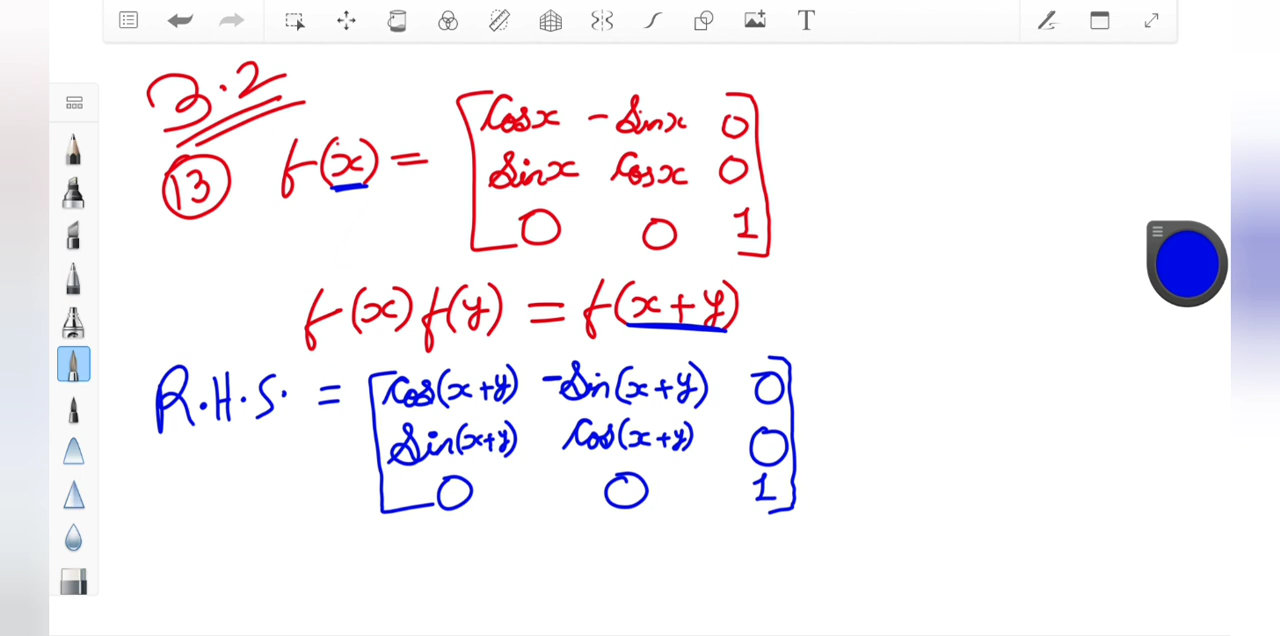 3.2
13 f(x) = [ Cosx -Sinx 0
Sinx Cosx 0
0 0 1 ]
f(x) f(y) = f(x+y)
R.H.S. = [ Cos(x+y) -Sin(x+y) 0
Sin(x+y) Cos(x+y) 0
0 0 1 ]
T